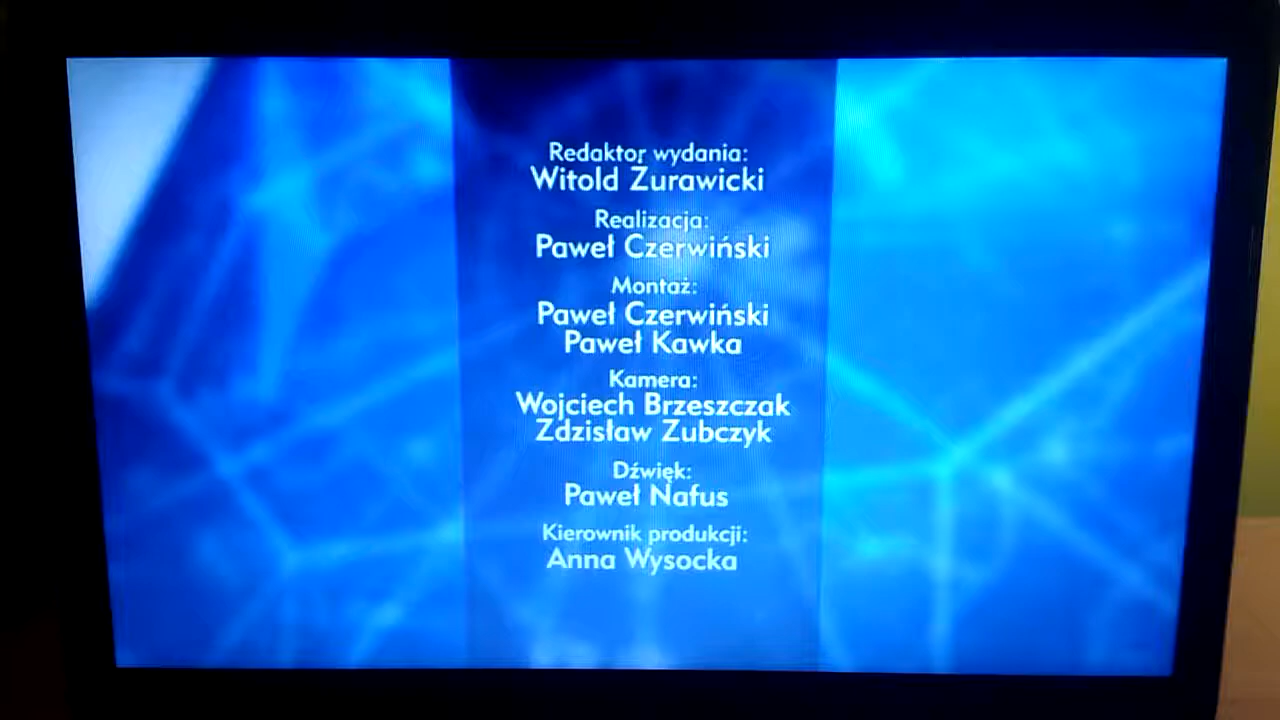 Redaktor wydania:
Witold Żurawicki
Realizacja:
Paweł Czerwiński
Montaż:
Paweł Czerwiński
Paweł Kawka
Kamera:
Wojciech Brzeszczak
Zdzisław Zubczyk
Dźwięk:
Paweł Nafus
Kierownik produkcji:
Anna Wysocka